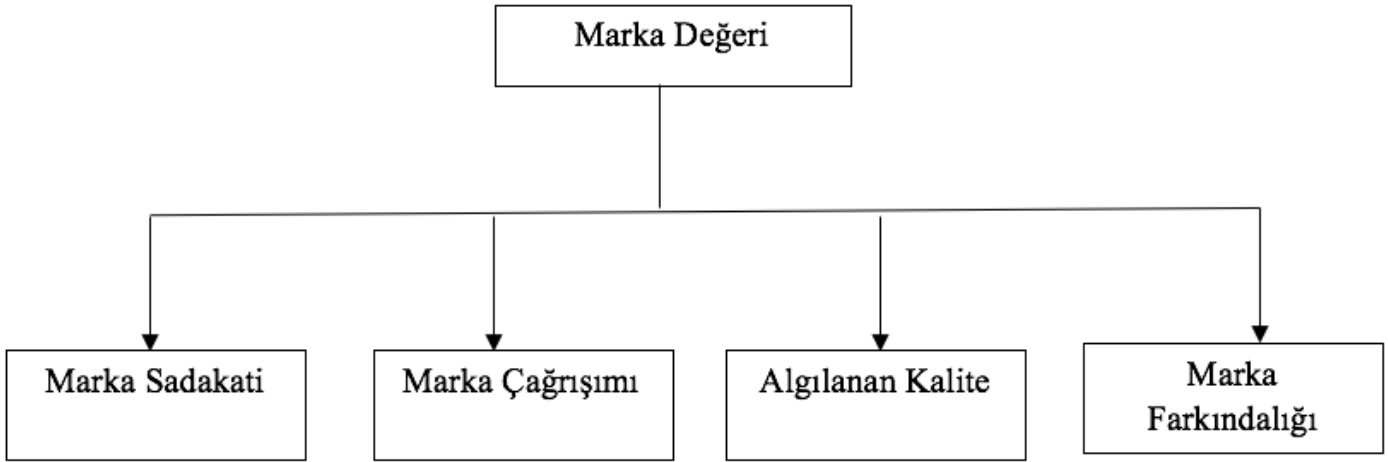 Marka Değeri
Marka Sadakati
Marka Çağrışımı
Algılanan Kalite
Marka
Farkındalığı